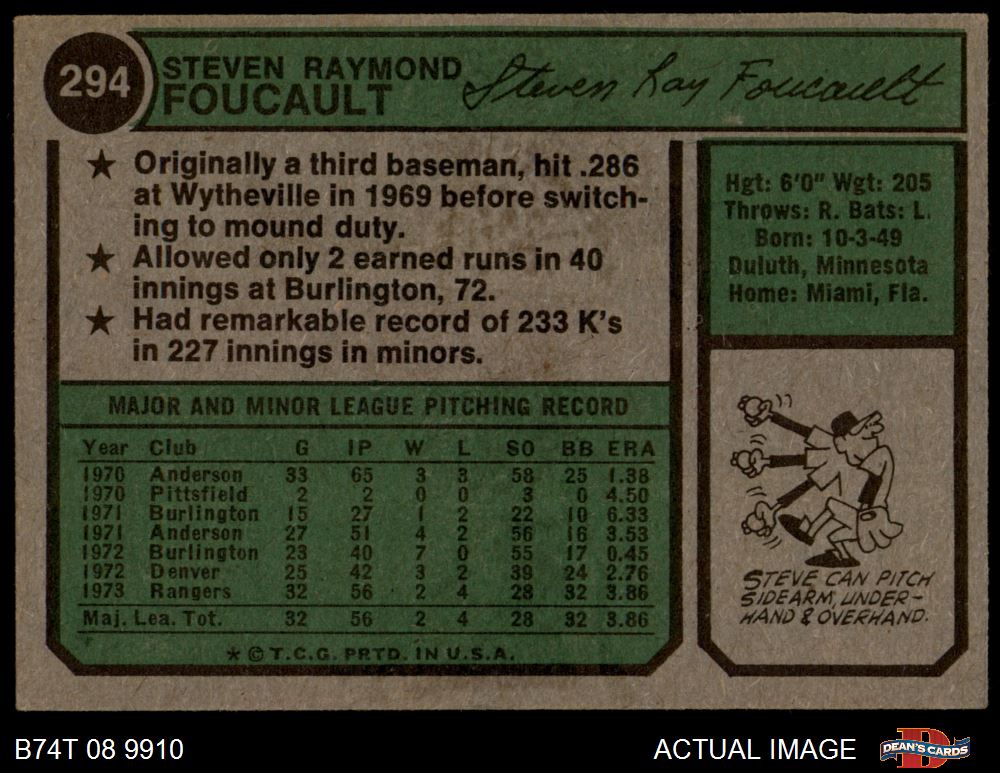 294
STEVEN RAYMOND
FOUCAULT
Steven Ray Foucault
★ Originally a third baseman, hit .286
at Wytheville in 1969 before switch-
ing to mound duty.
★ Allowed only 2 earned runs in 40
innings at Burlington, 72.
★ Had remarkable record of 233 K's
in 227 innings in minors.
Hgt: 6'0" Wgt: 205
Throws: R. Bats: L.
Born: 10-3-49
Duluth, Minnesota
Home: Miami, Fla.
MAJOR AND MINOR LEAGUE PITCHING RECORD
Year Club G IP W L SO BB ERA
1970 Anderson 33 65 3 3 58 25 1.38
1970 Pittsfield 2 2 0 0 3 0 4.50
1971 Burlington 15 27 1 2 22 10 6.33
1971 Anderson 27 51 4 2 56 16 3.53
1972 Burlington 23 40 7 0 55 17 0.45
1972 Denver 25 42 3 2 39 24 2.76
1973 Rangers 32 56 2 4 28 32 3.86
Maj. Lea. Tot. 32 56 2 4 28 32 3.86
★ © T.C.G. PRTD. IN U.S.A.
STEVE CAN PITCH
SIDEARM, UNDER-
HAND & OVERHAND.
B74T 08 9910
ACTUAL IMAGE
DEAN'S CARDS